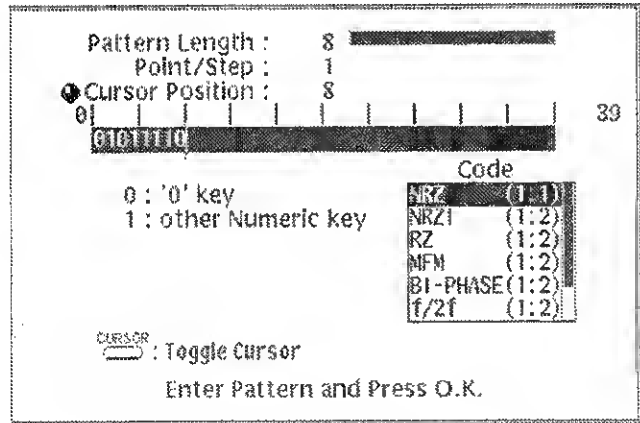 Pattern Length : 8
Point/Step : 1
Cursor Position : 8
0 39
01011110
0 : '0' key
1 : other Numeric key
Code
NRZ (1:1)
NRZI (1:2)
RZ (1:2)
MFM (1:2)
BI-PHASE(1:2)
f/2f (1:2)
CURSOR : Toggle Cursor
Enter Pattern and Press O.K.